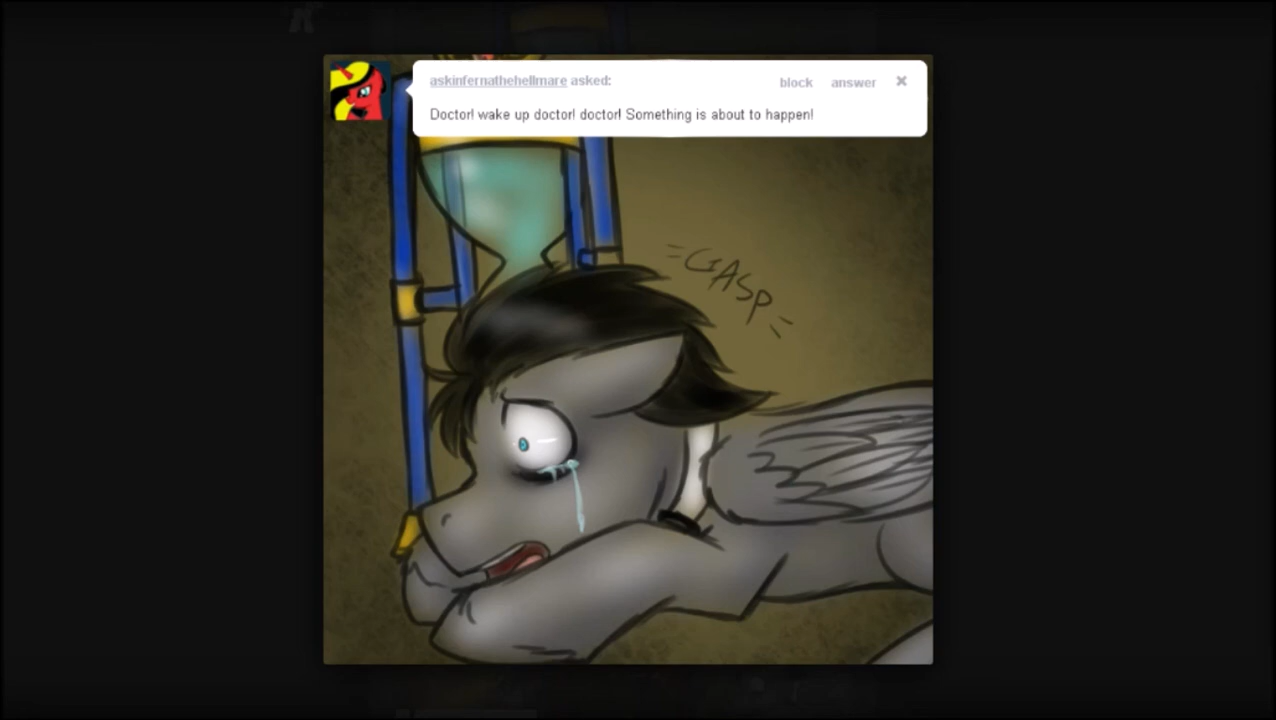 askinfernathehellmare asked: block answer ×
Doctor! wake up doctor! doctor! Something is about to happen!
=GASP=